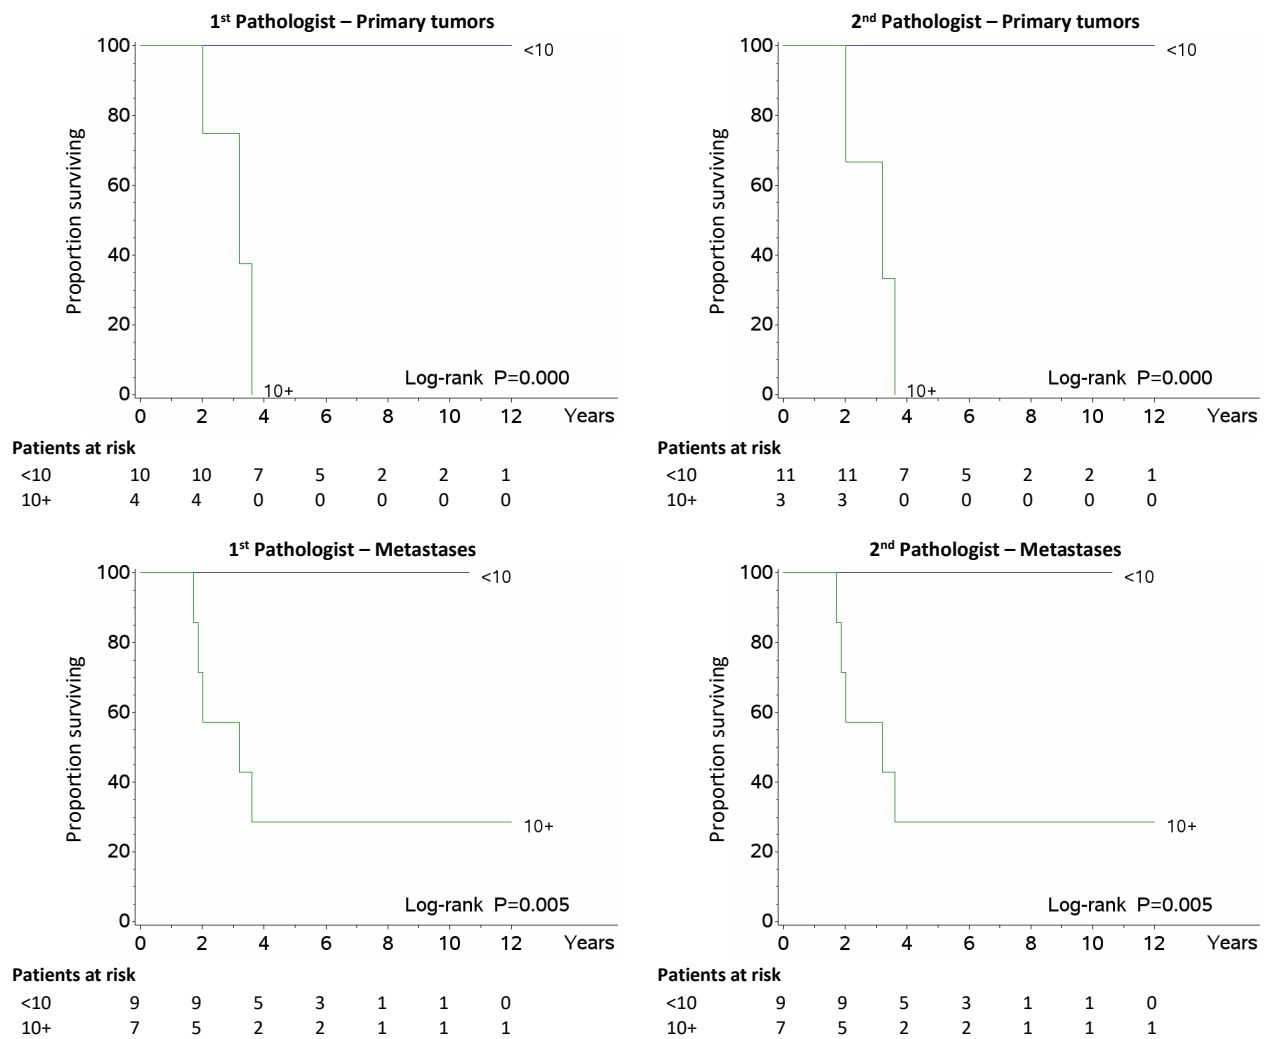 1st Pathologist – Primary tumors
100
80
60
40
20
0
Proportion surviving
<10
10+
Log-rank P=0.000
0 2 4 6 8 10 12 Years
Patients at risk
<10 10 10 7 5 2 2 1
10+ 4 4 0 0 0 0 0
2nd Pathologist – Primary tumors
100
80
60
40
20
0
Proportion surviving
<10
10+
Log-rank P=0.000
0 2 4 6 8 10 12 Years
Patients at risk
<10 11 11 7 5 2 2 1
10+ 3 3 0 0 0 0 0
1st Pathologist – Metastases
100
80
60
40
20
0
Proportion surviving
<10
10+
Log-rank P=0.005
0 2 4 6 8 10 12 Years
Patients at risk
<10 9 9 5 3 1 1 0
10+ 7 5 2 2 1 1 1
2nd Pathologist – Metastases
100
80
60
40
20
0
Proportion surviving
<10
10+
Log-rank P=0.005
0 2 4 6 8 10 12 Years
Patients at risk
<10 9 9 5 3 1 1 0
10+ 7 5 2 2 1 1 1